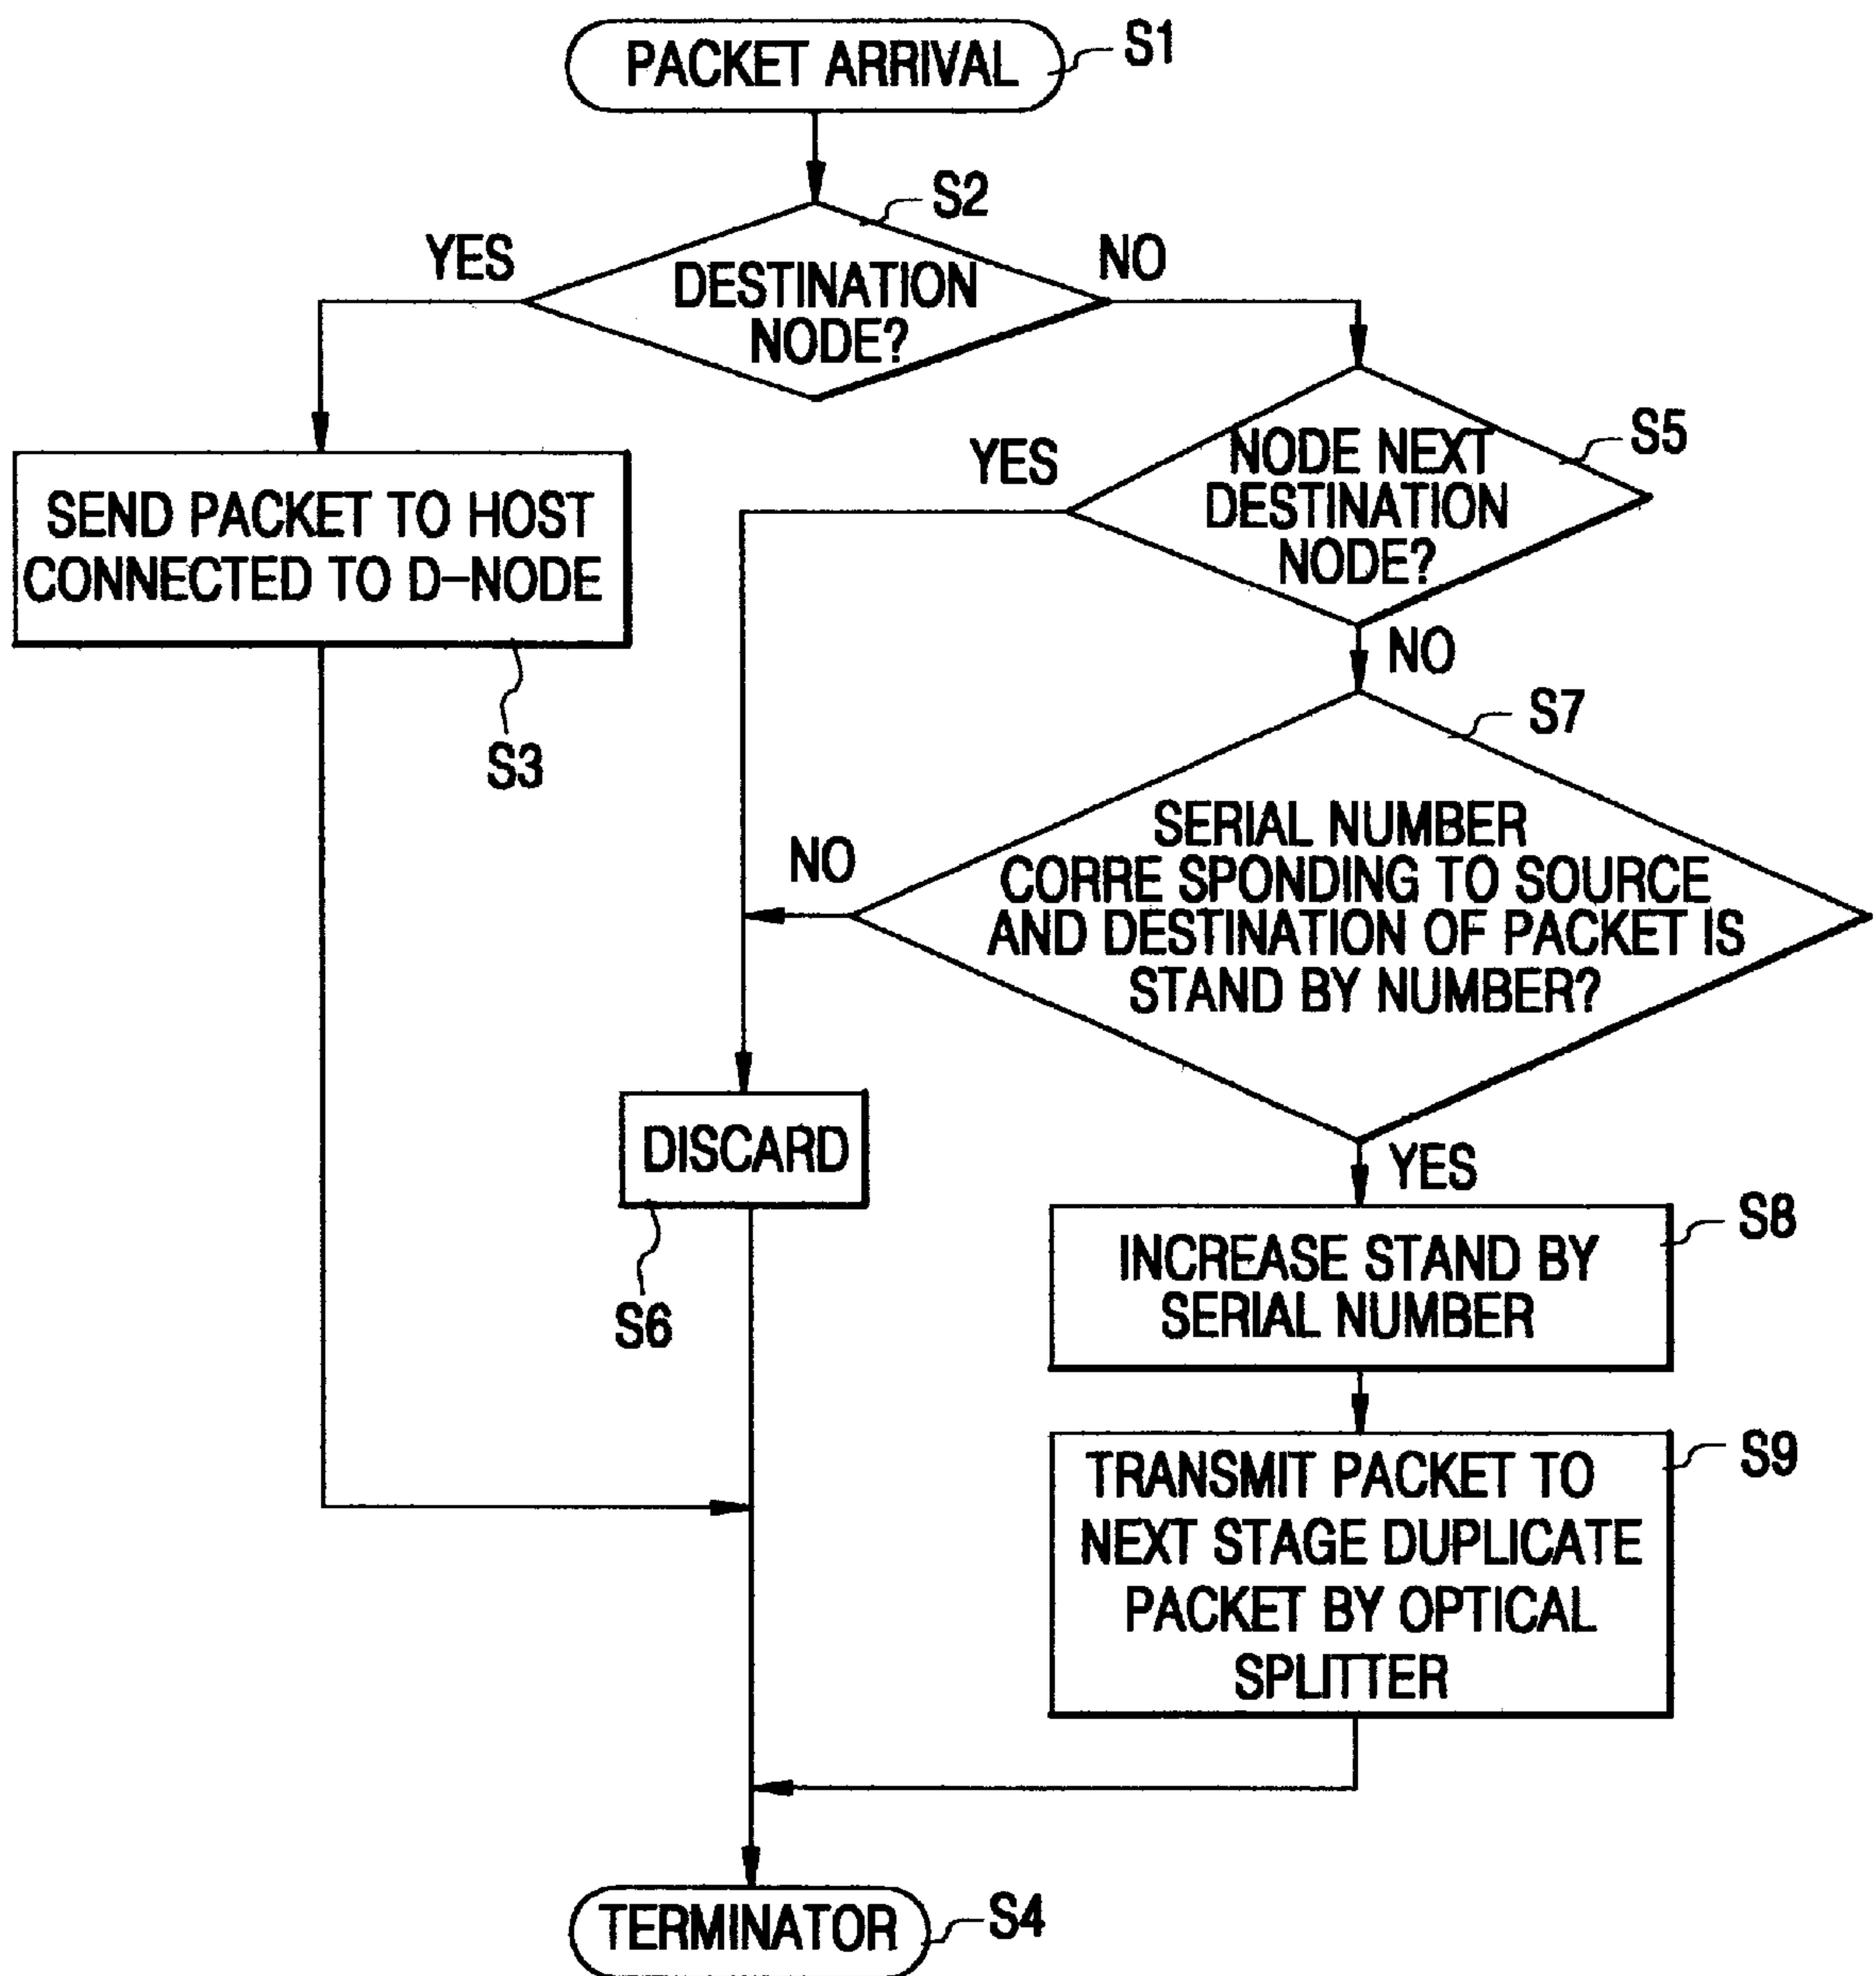 PACKET ARRIVAL
S1
S2
YES
NO
DESTINATION
NODE?
S5
YES
NODE NEXT
DESTINATION
NODE?
SEND PACKET TO HOST
CONNECTED TO D-NODE
NO
S3
S7
NO
SERIAL NUMBER
CORRE SPONDING TO SOURCE
AND DESTINATION OF PACKET IS
STAND BY NUMBER?
DISCARD
YES
S6
S8
INCREASE STAND BY
SERIAL NUMBER
S9
TRANSMIT PACKET TO
NEXT STAGE DUPLICATE
PACKET BY OPTICAL
SPLITTER
TERMINATOR
S4